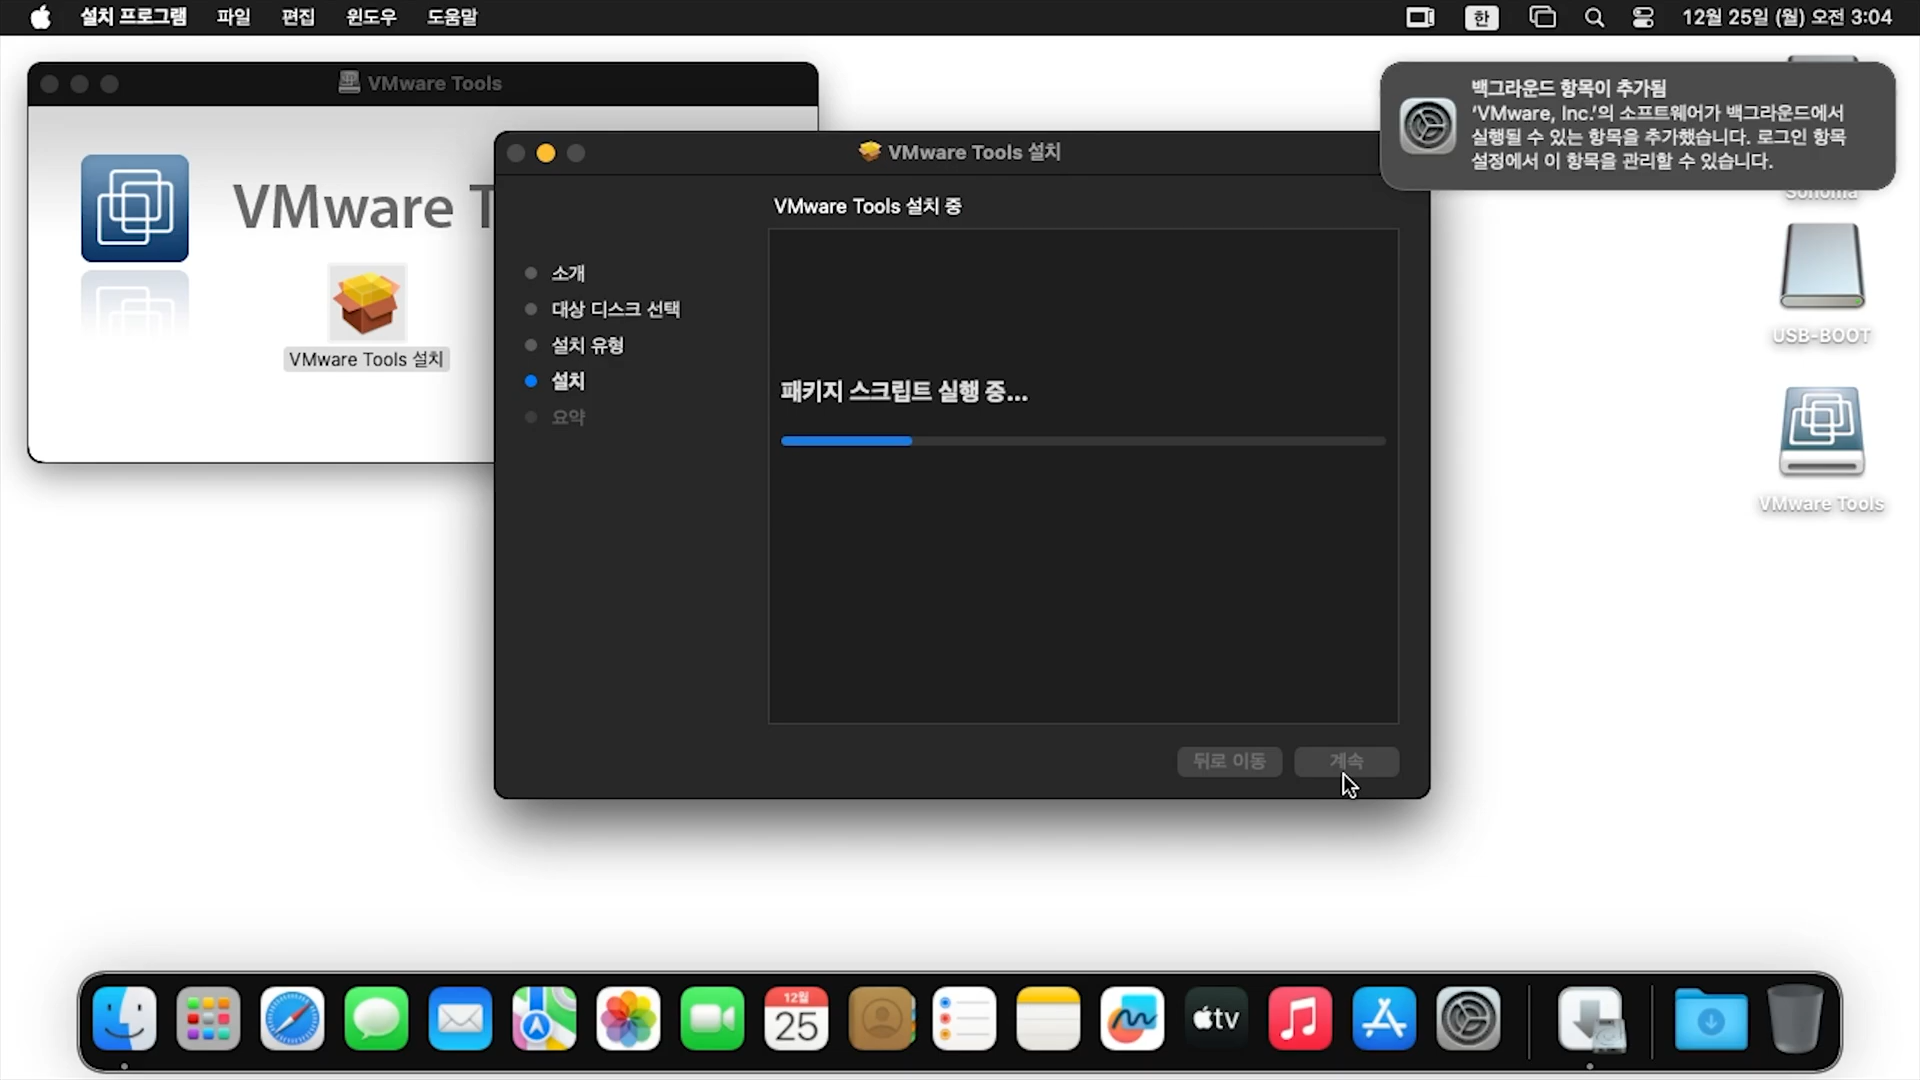 설치 프로그램 파일 편집 윈도우 도움말
한 12월 25일 (월) 오전 3:04
VMware Tools
VMware T
VMware Tools 설치
VMware Tools 설치
VMware Tools 설치 중
소개
대상 디스크 선택
설치 유형
설치
요약
패키지 스크립트 실행 중...
뒤로 이동 계속
백그라운드 항목이 추가됨
‘VMware, Inc.’의 소프트웨어가 백그라운드에서
실행될 수 있는 항목을 추가했습니다. 로그인 항목
설정에서 이 항목을 관리할 수 있습니다.
Sonoma
USB-BOOT
VMware Tools
12월
25
tv